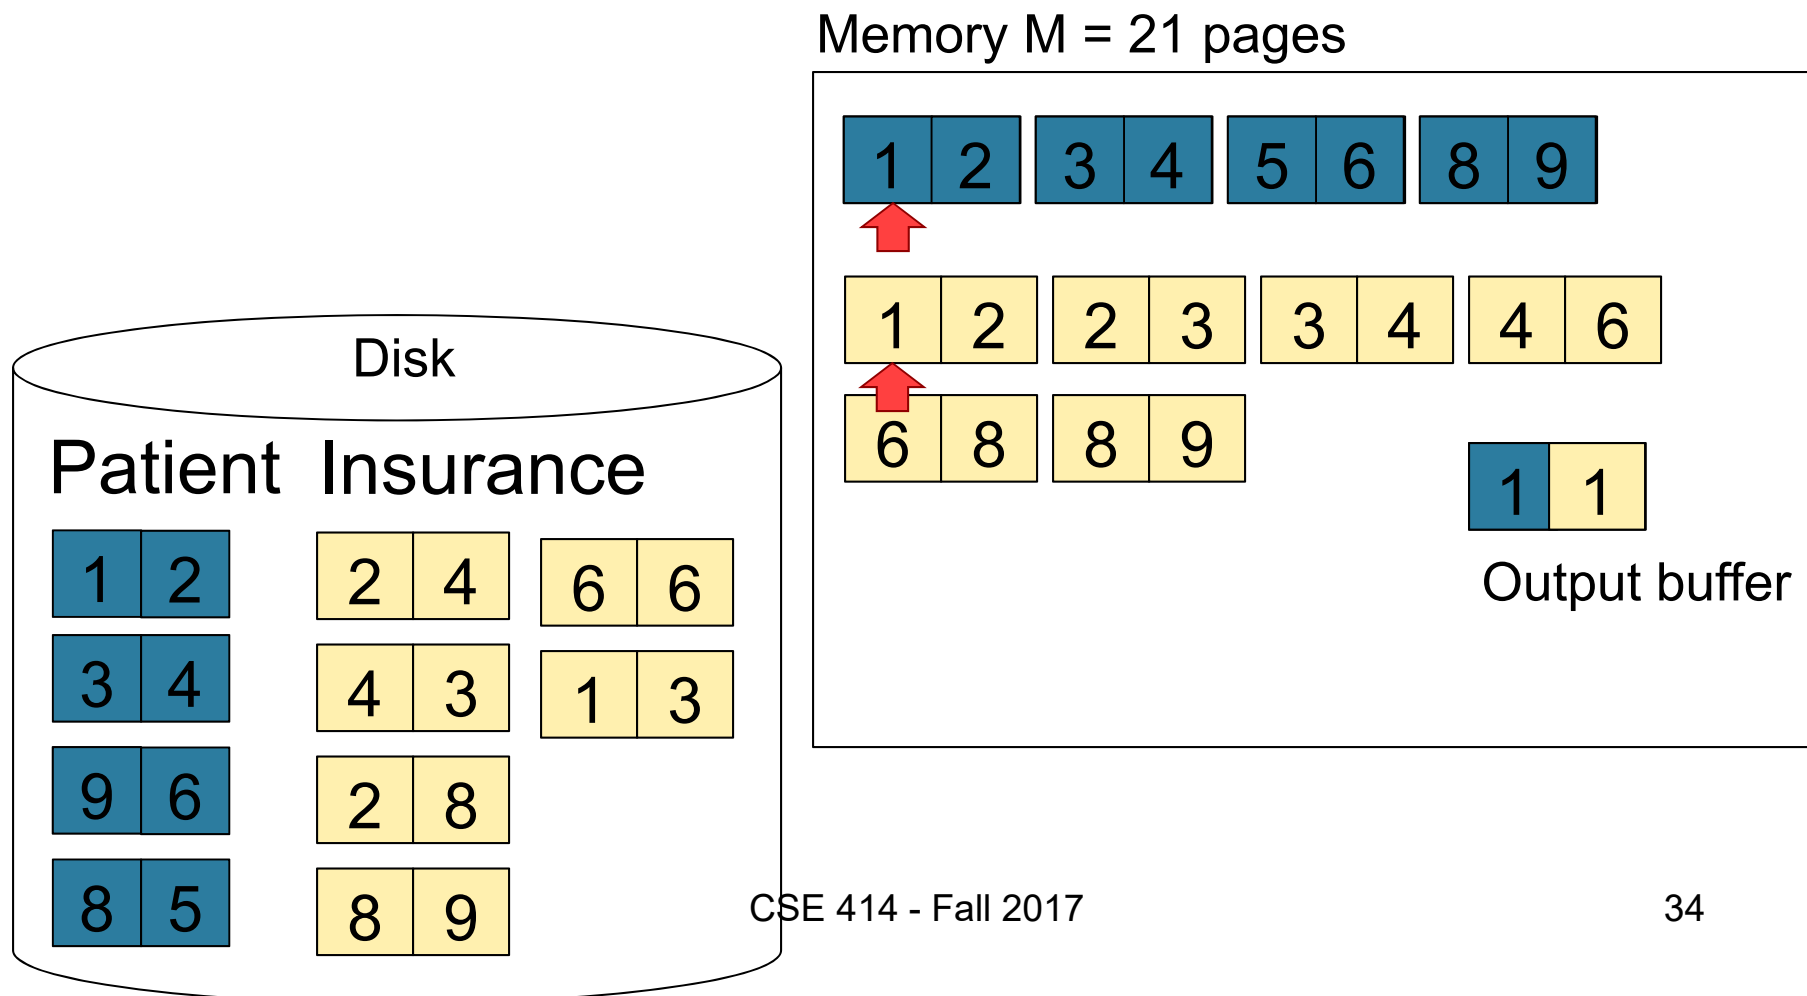 Memory M = 21 pages
1 2 3 4 5 6 8 9
1 2 2 3 3 4 4 6
6 8 8 9
1 1
Output buffer
Disk
Patient Insurance
1 2 2 4 6 6
3 4 4 3 1 3
9 6 2 8
8 5 8 9
CSE 414 - Fall 2017 34